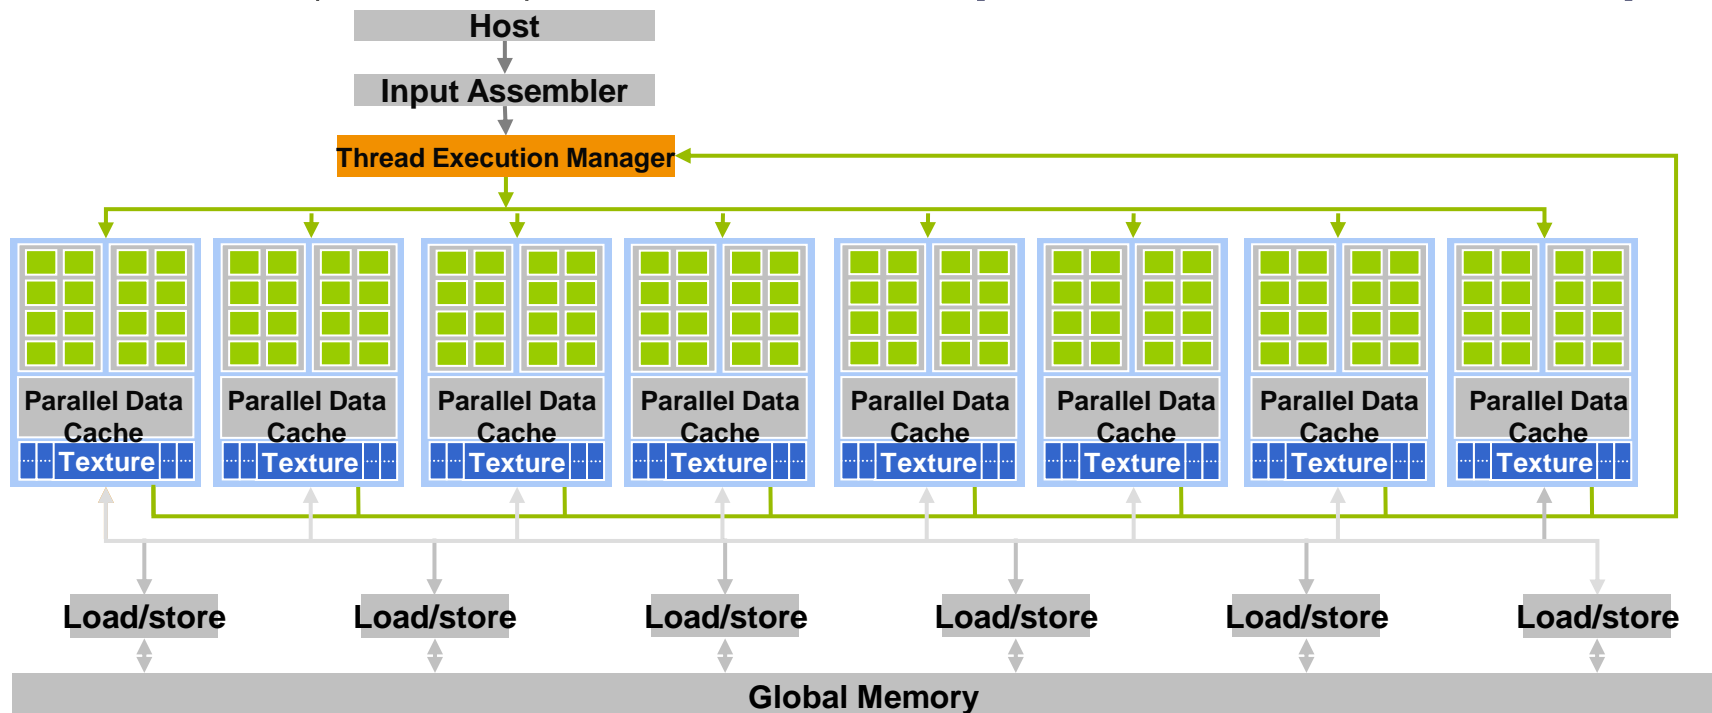 Host
Input Assembler
Thread Execution Manager
Parallel Data Parallel Data Parallel Data Parallel Data Parallel Data Parallel Data Parallel Data Parallel Data
Cache Cache Cache Cache Cache Cache Cache Cache
... ... Texture ... ... ... ... Texture ... ... ... ... Texture ... ... ... ... Texture ... ... ... ... Texture ... ... ... ... Texture ... ... ... ... Texture ... ... ... ... Texture ... ...
Load/store Load/store Load/store Load/store Load/store Load/store
Global Memory